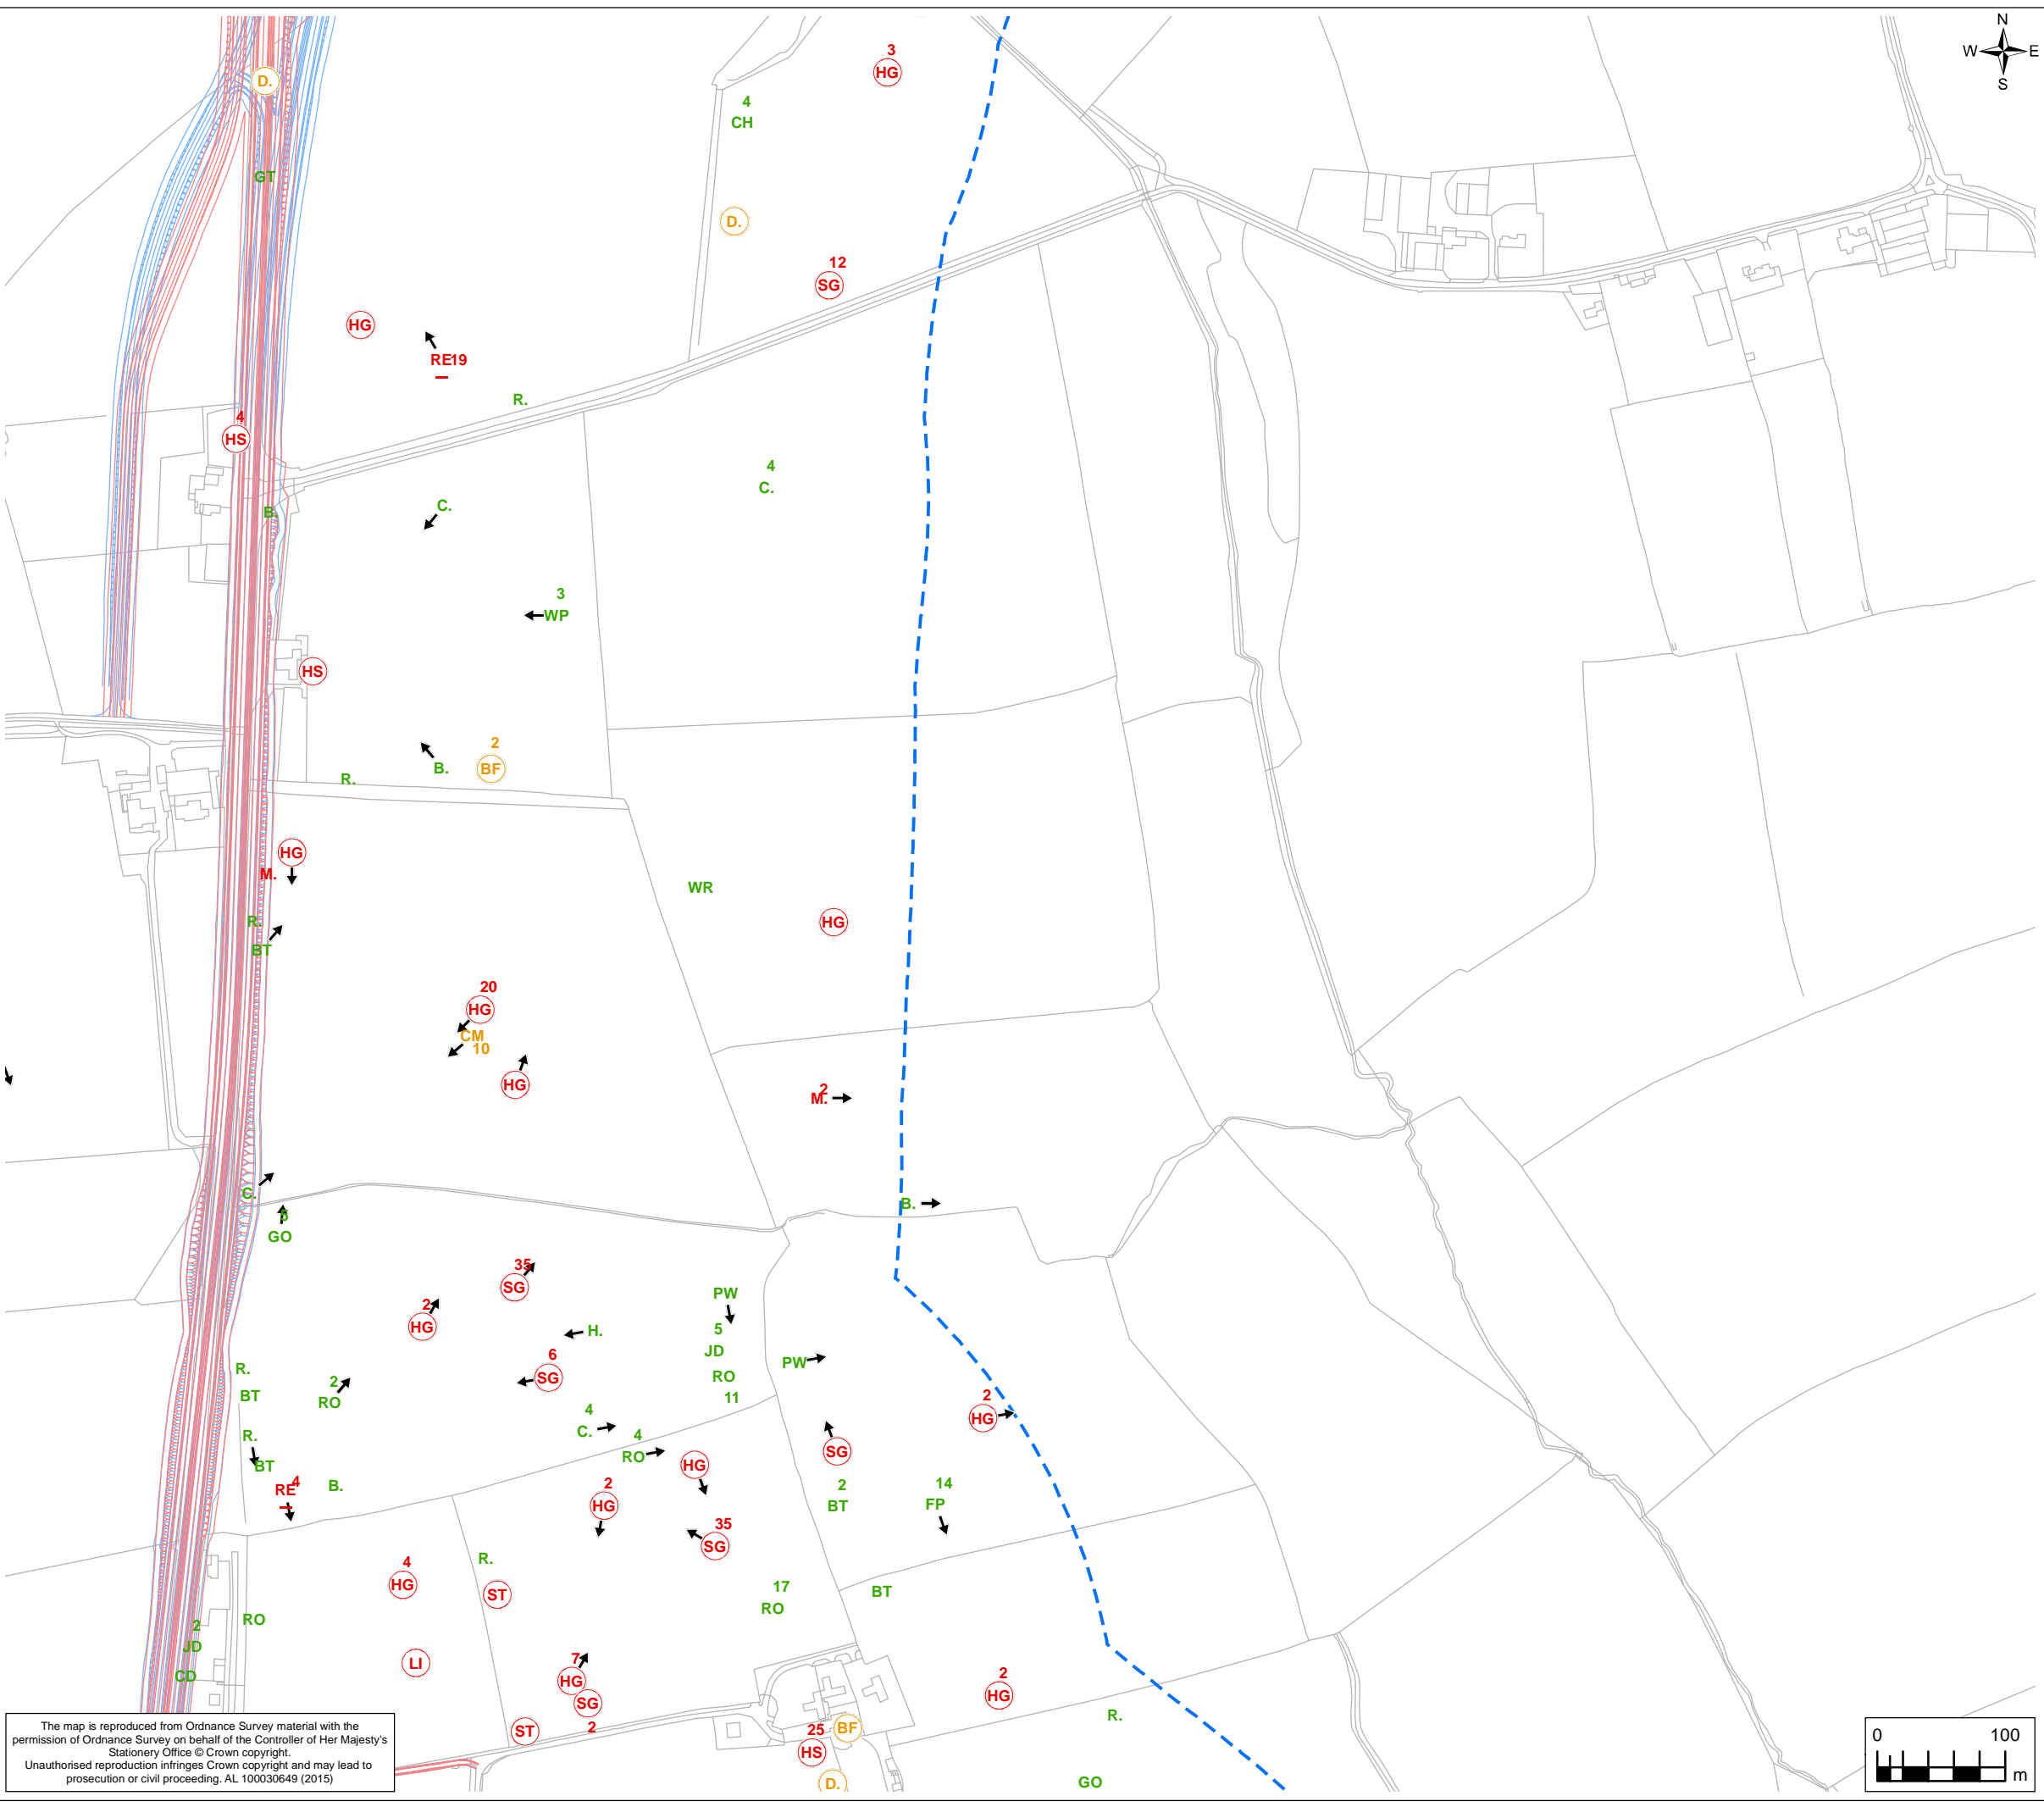 N
W E
S
3
HG
D.
4
CH
GT
D.
12
SG
HG
RE19
R.
4
HS
4
C.
C.
B.
3
WP
HS
2
BF
B.
R.
HG
M.
WR
R.
HG
BT
20
HG
CM
10
HG
2
M.
C.
B.
5
GO
35
SG
PW
2
HG
H.
5
JD
6
SG
PW
R.
RO
11
2
RO
BT
2
HG
4
C.
R.
4
RO
SG
HG
BT
RE4
B.
2
HG
2
BT
14
FP
35
SG
R.
4
HG
17
RO
ST
BT
RO
2
JD
LI
CD
7
HG
SG
2
2
HG
ST
25
HS
BF
R.
D.
GO
The map is reproduced from Ordnance Survey material with the
permission of Ordnance Survey on behalf of the Controller of Her Majesty's
Stationery Office © Crown copyright.
Unauthorised reproduction infringes Crown copyright and may lead to
prosecution or civil proceeding. AL 100030649 (2015)
0 100
m